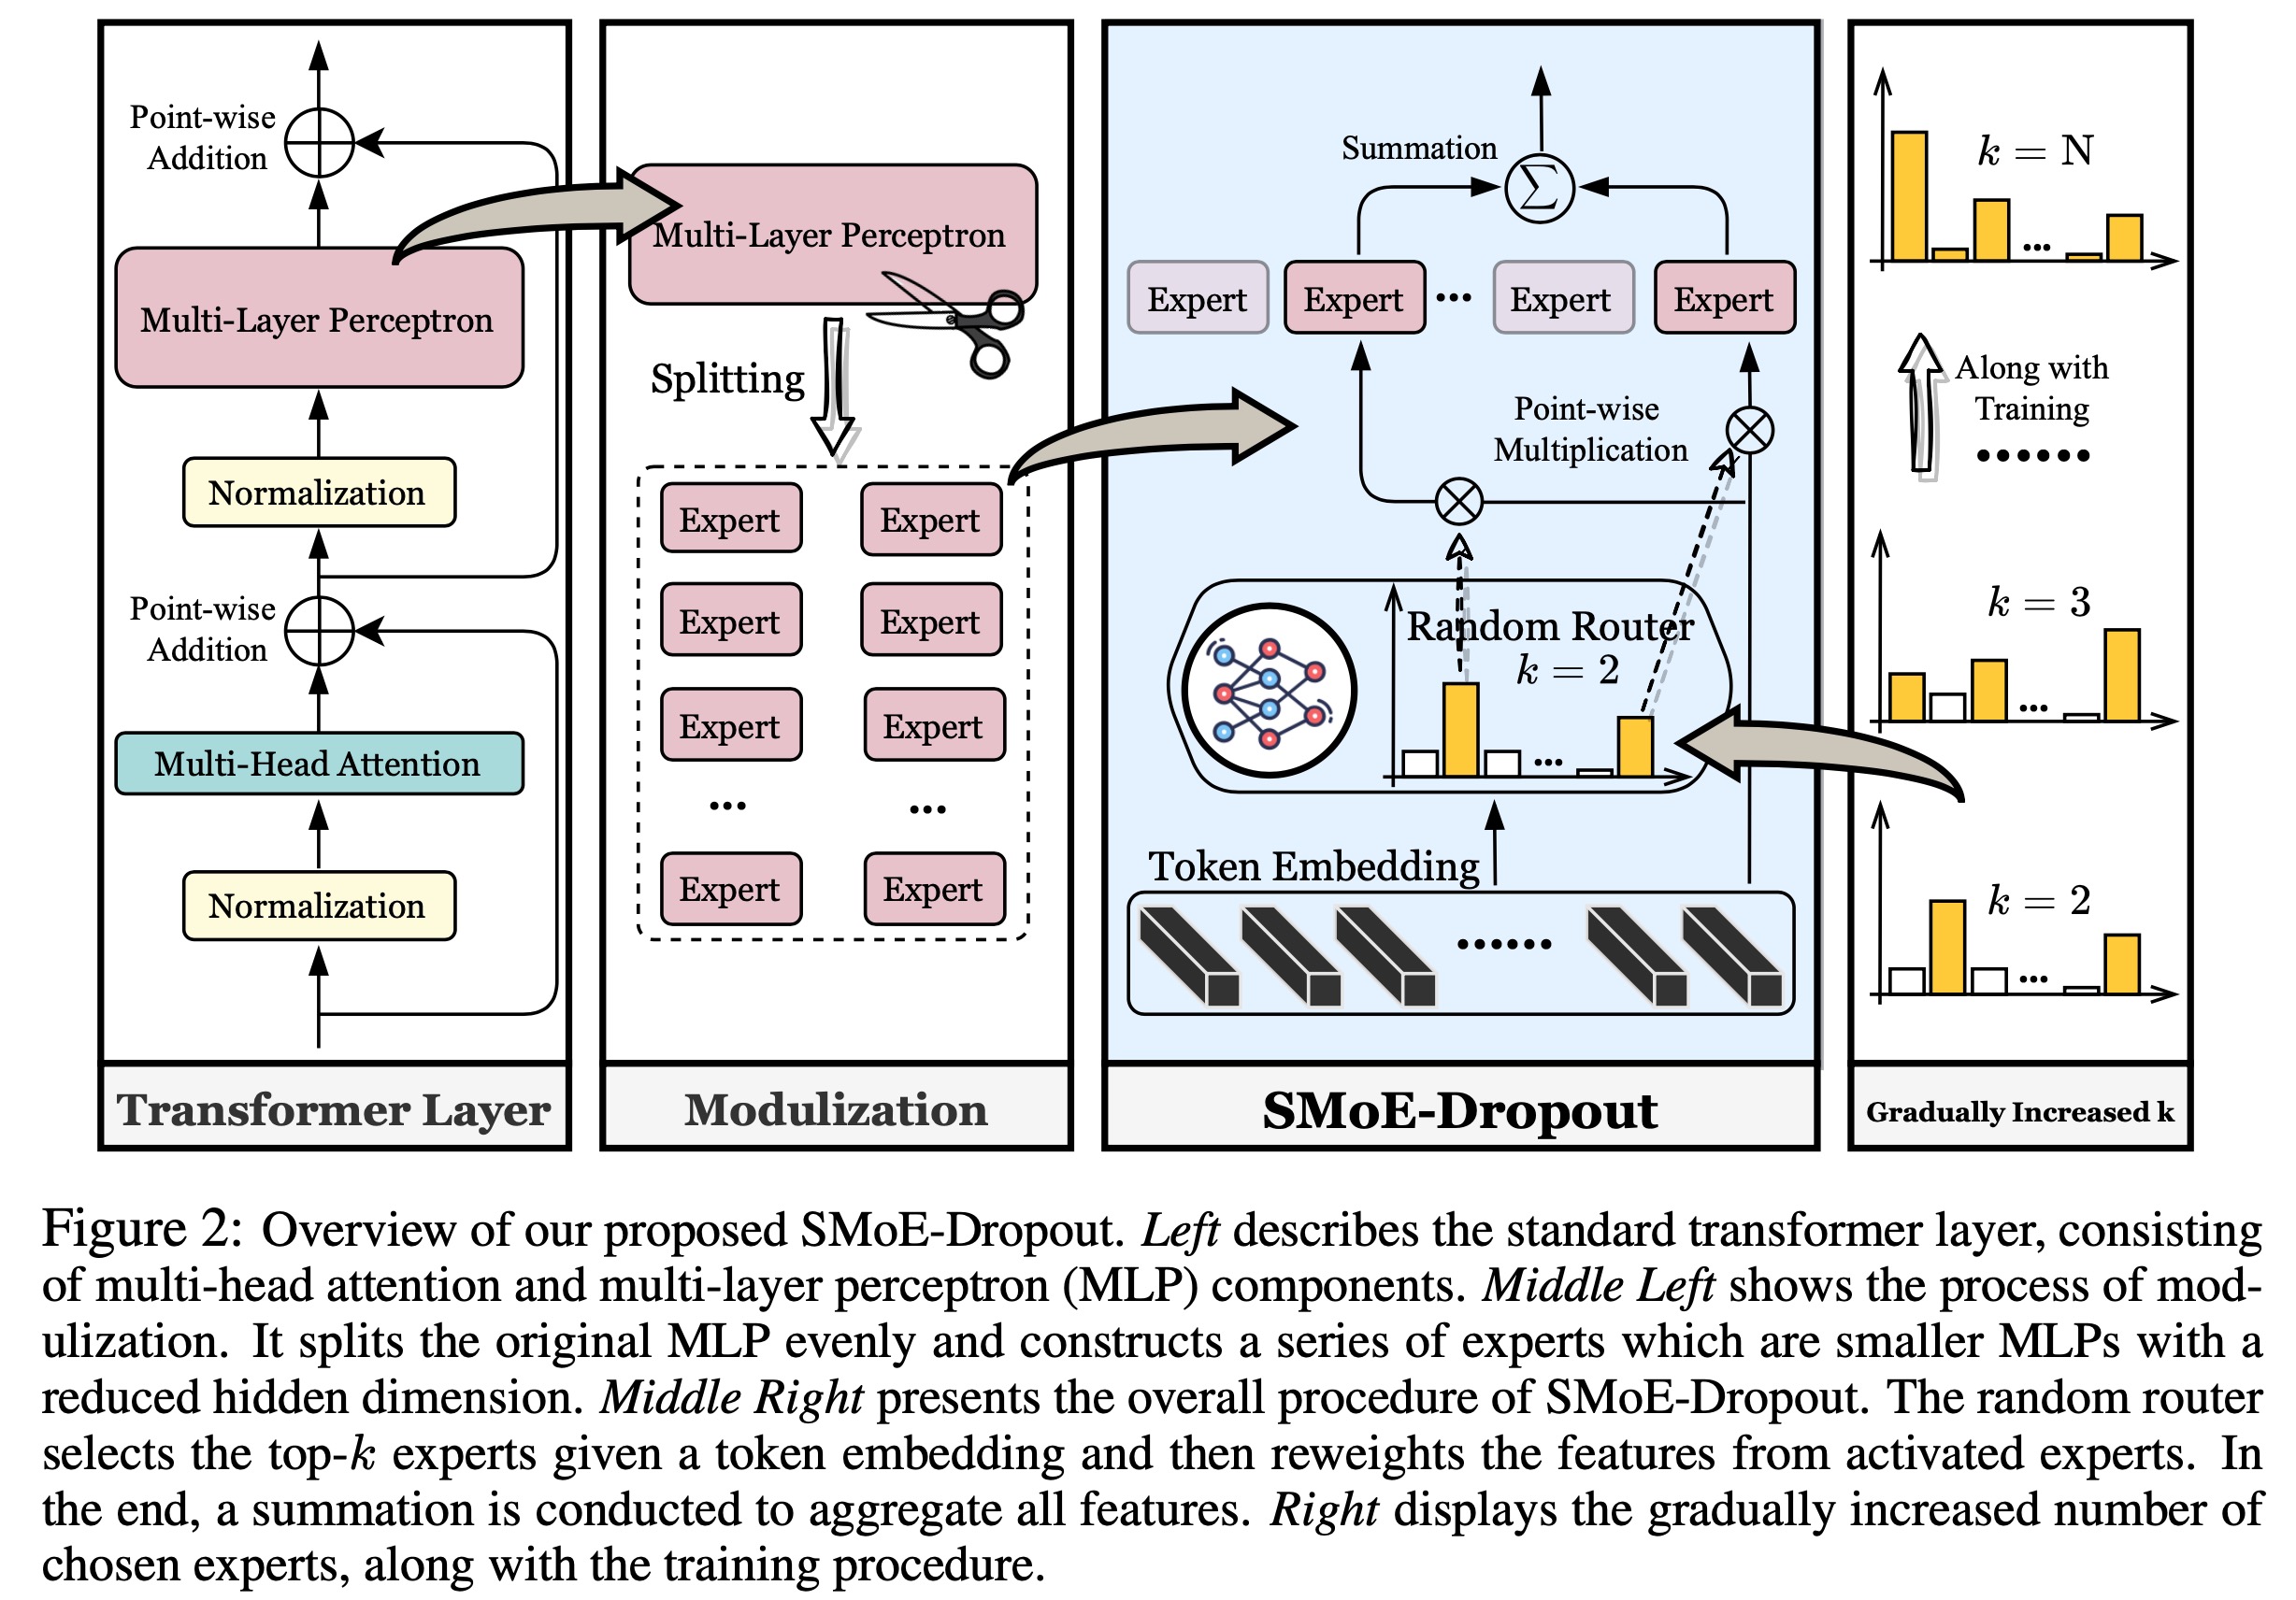 Point-wise
Addition
Multi-Layer Perceptron
Normalization
Point-wise
Addition
Multi-Head Attention
Normalization
Transformer Layer
Multi-Layer Perceptron
Splitting
Expert Expert
Expert Expert
Expert Expert
... ...
Expert Expert
Modulization
Summation
Σ
Expert Expert ... Expert Expert
Point-wise
Multiplication
Random Router
k = 2
...
Token Embedding
......
SMoE-Dropout
k = N
...
Along with
Training
......
k = 3
...
k = 2
...
Gradually Increased k
Figure 2: Overview of our proposed SMoE-Dropout. Left describes the standard transformer layer, consisting
of multi-head attention and multi-layer perceptron (MLP) components. Middle Left shows the process of mod-
ulization. It splits the original MLP evenly and constructs a series of experts which are smaller MLPs with a
reduced hidden dimension. Middle Right presents the overall procedure of SMoE-Dropout. The random router
selects the top-k experts given a token embedding and then reweights the features from activated experts. In
the end, a summation is conducted to aggregate all features. Right displays the gradually increased number of
chosen experts, along with the training procedure.